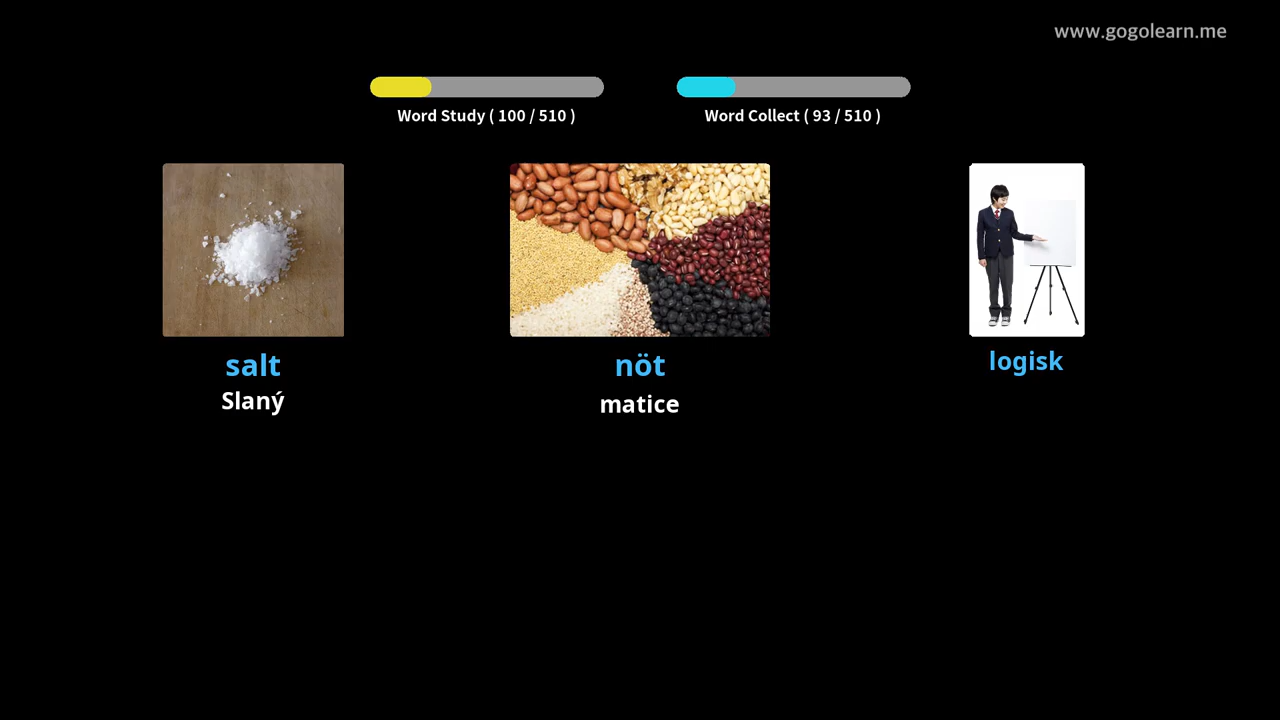 www.gogolearn.me
Word Study ( 100 / 510 )
Word Collect ( 93 / 510 )
salt
Slaný
nöt
matice
logisk